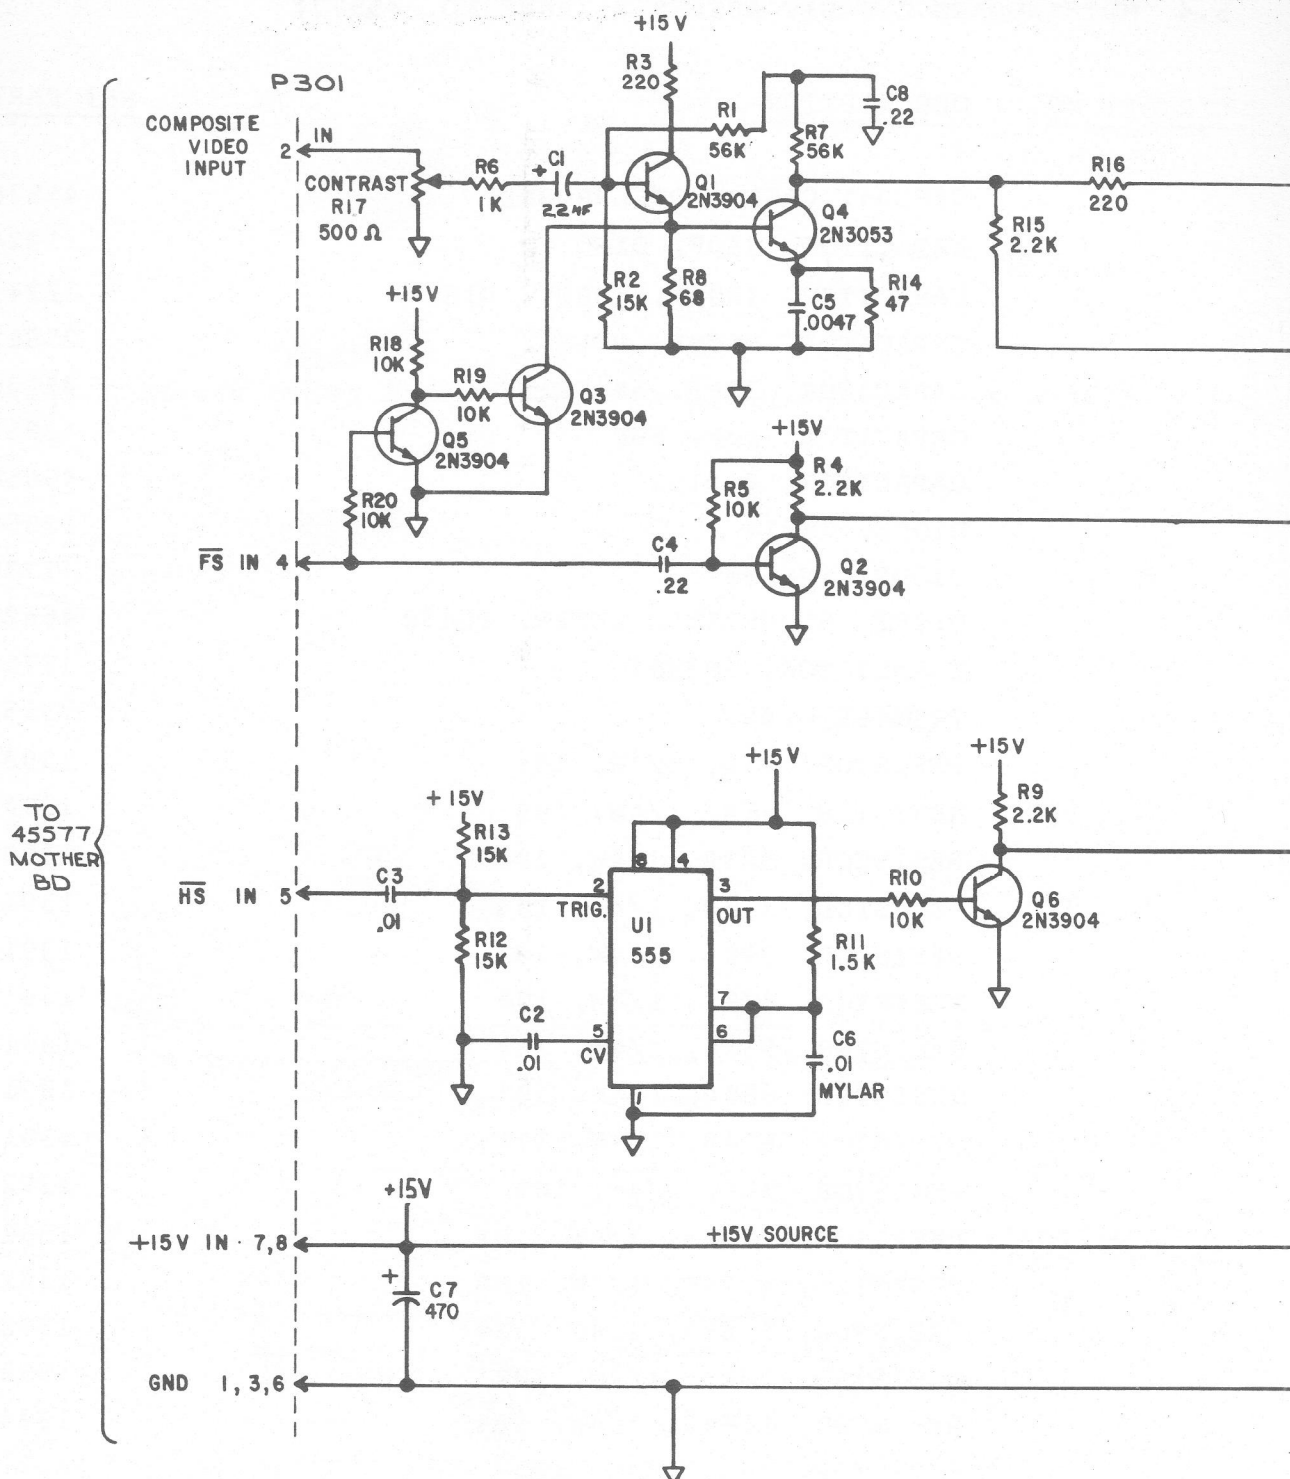 +15V
P301
R3
220
C8
.22
COMPOSITE
VIDEO
INPUT
IN
2
R1
56K
R7
56K
CONTRAST
R17
500 Ω
R6
1K
+
C1
2.2 MF
Q1
2N3904
R16
220
Q4
2N3053
R15
2.2K
+15V
R2
15K
R8
68
C5
.0047
R14
47
R18
10K
R19
10K
Q3
2N3904
Q5
2N3904
+15V
R4
2.2K
R5
10K
R20
10K
FS IN 4
C4
.22
Q2
2N3904
+15V
+15V
+15V
R9
2.2K
R13
15K
8
4
TO
45577
MOTHER
BD
HS IN 5
C3
.01
2
TRIG.
3
OUT
U1
555
R10
10K
Q6
2N3904
R12
15K
R11
1.5K
7
6
C2
.01
5
CV
C6
.01
MYLAR
1
+15V
+15V IN 7,8
+15V SOURCE
+
C7
470
GND 1, 3, 6